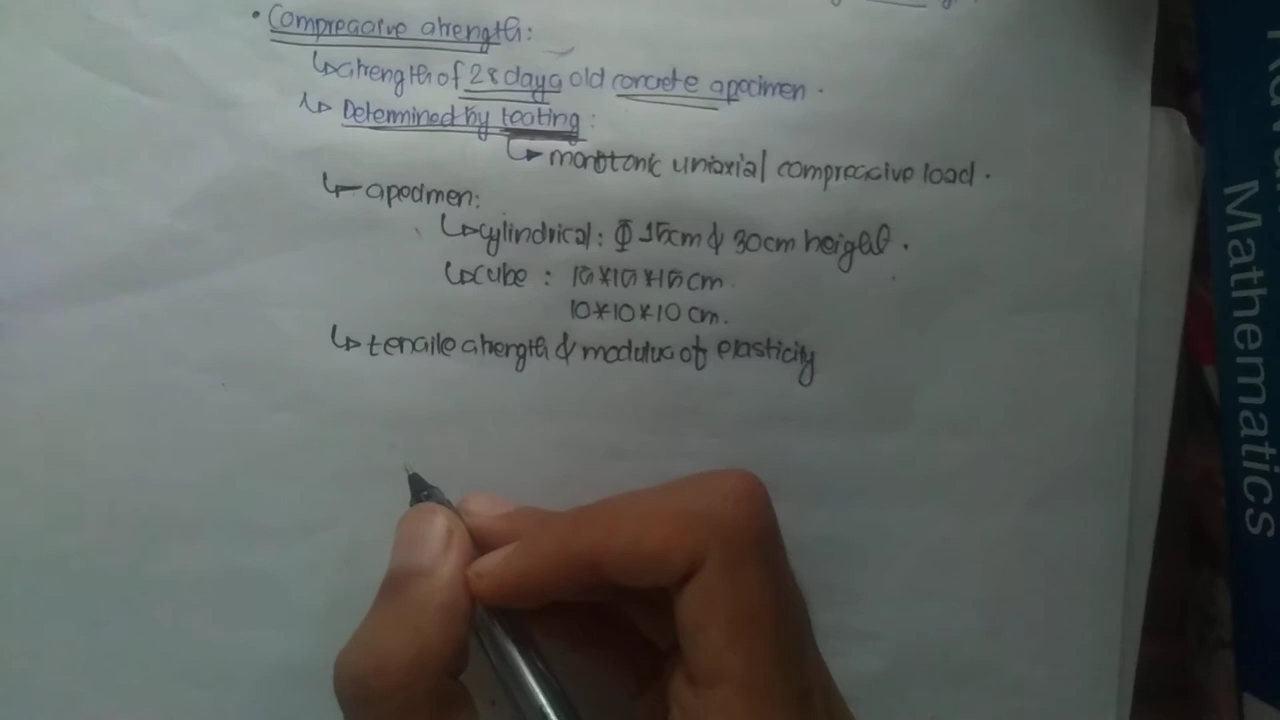 • Compressive strength:
↳ strength of 28 days old concrete specimen.
↳ Determined by testing:
↳ monotonic uniaxial compressive load.
↳ specimen:
↳ cylindrical: Φ 15cm & 30cm height.
↳ cube: 15*15*15 cm.
10*10*10 cm.
↳ tensile strength & modulus of elasticity
Mathematics